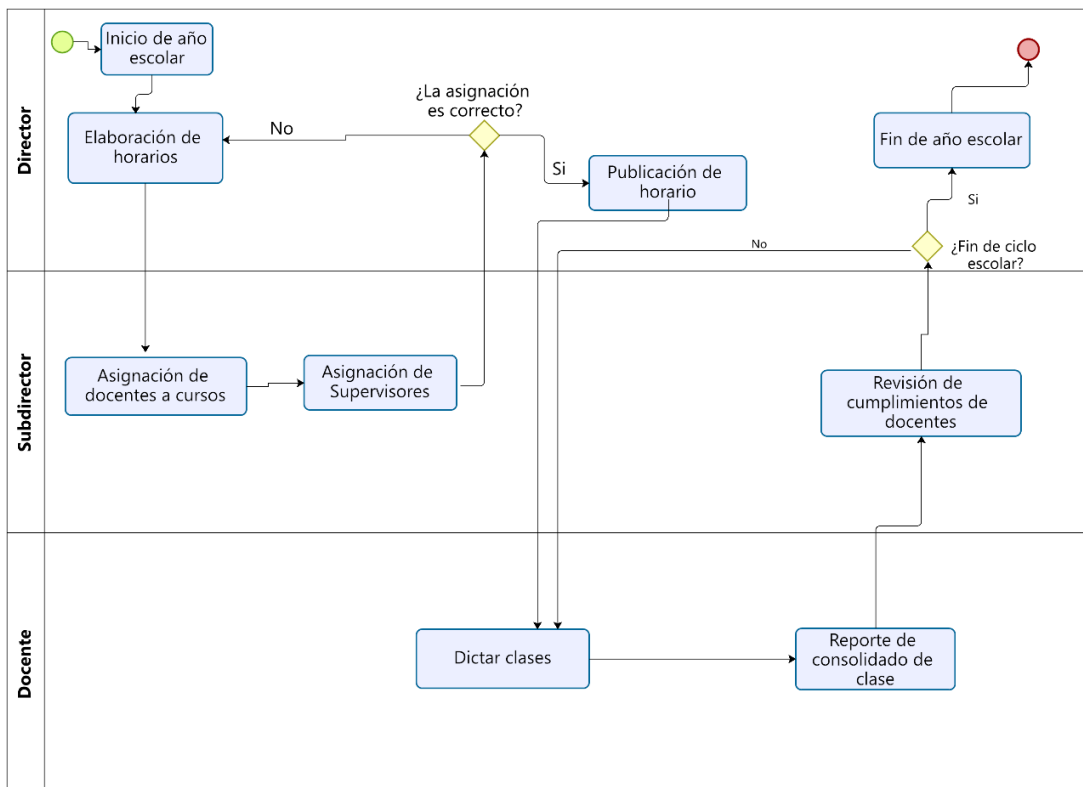 Director
Inicio de año
escolar
¿La asignación
es correcto?
Elaboración de
horarios
No
Si
Publicación de
horario
Fin de año escolar
Si
No
¿Fin de ciclo
escolar?
Subdirector
Asignación de
docentes a cursos
Asignación de
Supervisores
Revisión de
cumplimientos de
docentes
Docente
Dictar clases
Reporte de
consolidado de
clase